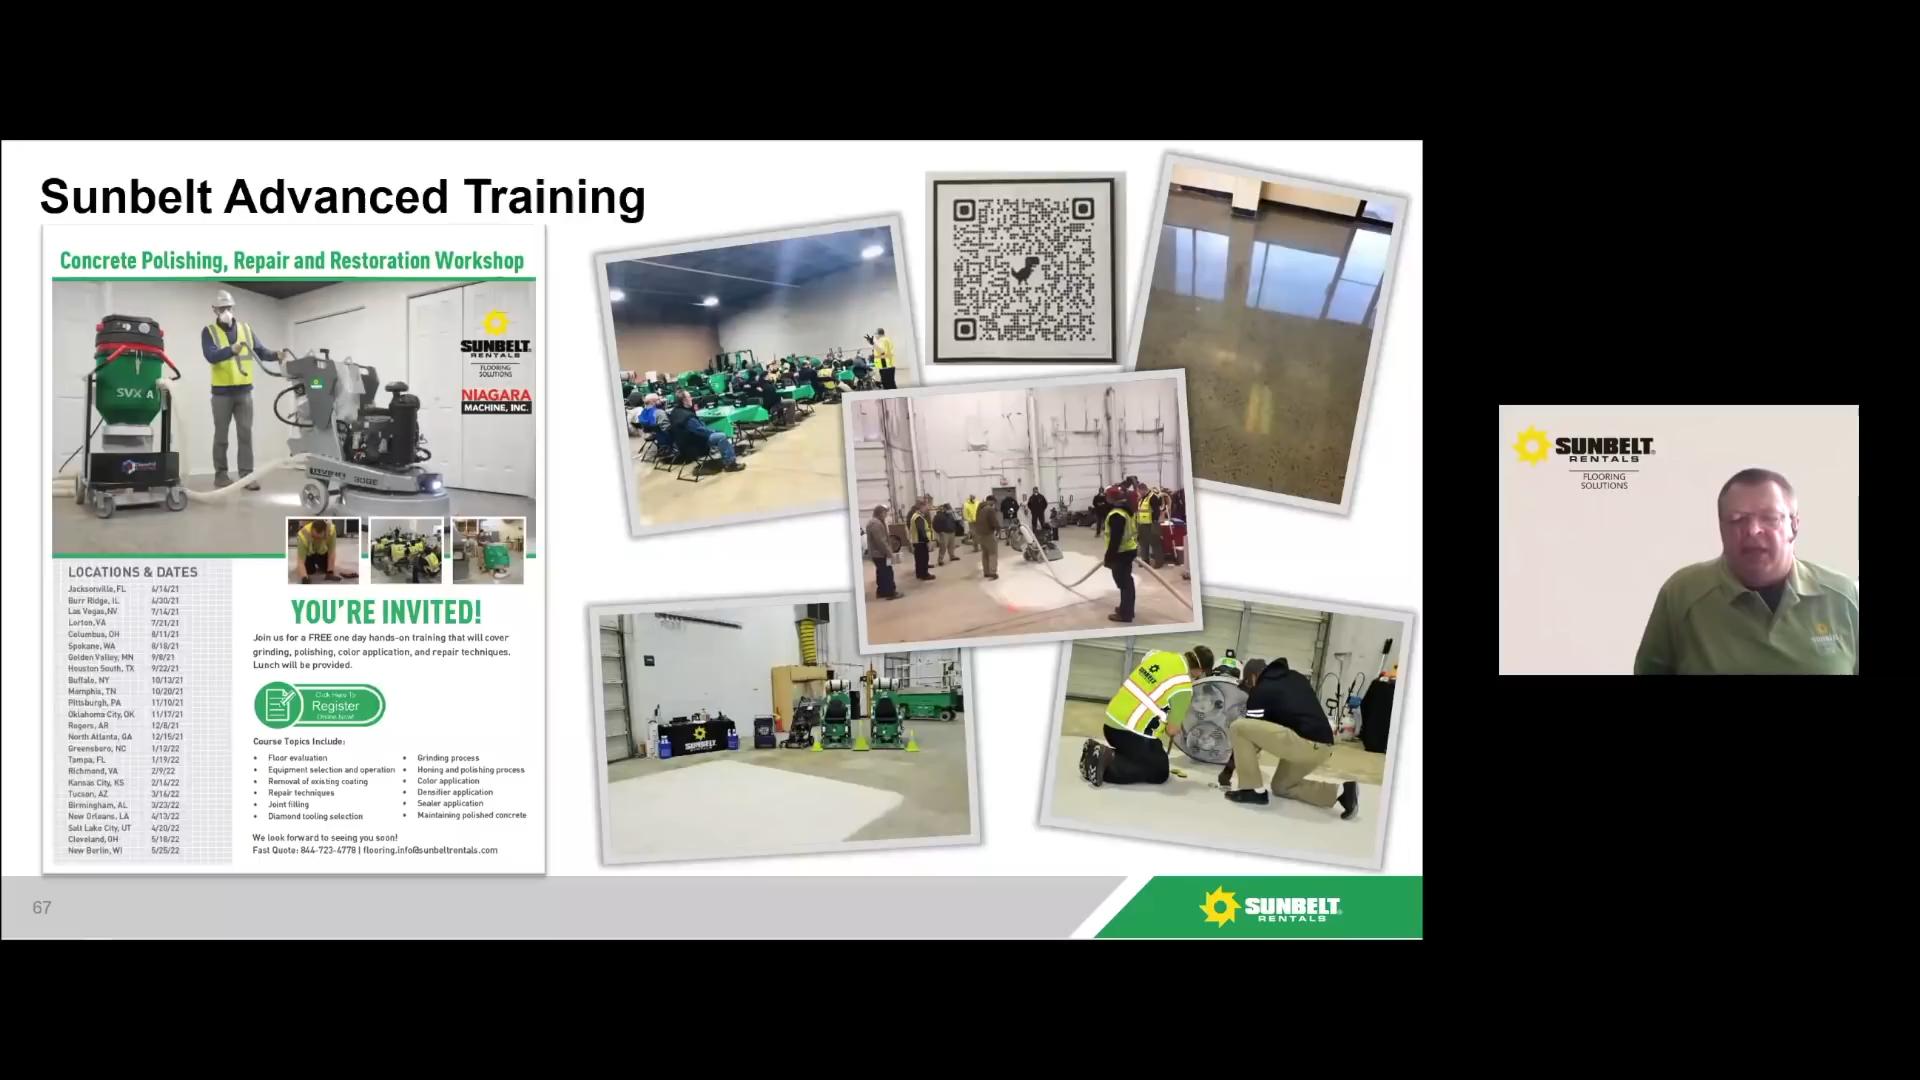 Sunbelt Advanced Training
Concrete Polishing, Repair and Restoration Workshop
SVX A
SUNBELT
RENTALS
FLOORING
SOLUTIONS
NIAGARA
MACHINE, INC.
LOCATIONS & DATES
Jacksonville, FL 6/16/21
Burr Ridge, IL 6/30/21
Las Vegas,NV 7/14/21
Lorton,VA 7/21/21
Columbus, OH 8/11/21
Spokane, WA 8/18/21
Golden Valley, MN 9/8/21
Houston South, TX 9/22/21
Buffalo, NY 10/13/21
Memphis, TN 10/20/21
Pittsburgh, PA 11/10/21
Oklahoma City, OK 11/17/21
Rogers, AR 12/8/21
North Atlanta, GA 12/15/21
Greensboro, NC 1/12/22
Tampa, FL 1/19/22
Richmond, VA 2/9/22
Kansas City, KS 2/16/22
Tucson, AZ 3/16/22
Birmingham, AL 3/23/22
New Orleans, LA 4/13/22
Salt Lake City, UT 4/20/22
Cleveland, OH 5/18/22
New Berlin, WI 5/25/22
YOU'RE INVITED!
Join us for a FREE one day hands-on training that will cover
grinding, polishing, color application, and repair techniques.
Lunch will be provided.
Click Here To
Register
Online Now!
Course Topics Include:
• Floor evaluation
• Equipment selection and operation
• Removal of existing coating
• Repair techniques
• Joint filling
• Diamond tooling selection
• Grinding process
• Honing and polishing process
• Color application
• Densifier application
• Sealer application
• Maintaining polished concrete
We look forward to seeing you soon!
Fast Quote: 844-723-4778 | flooring.info@sunbeltrentals.com
SUNBELT
SUNBELT
67
SUNBELT
RENTALS
SUNBELT
RENTALS
FLOORING
SOLUTIONS
SUNBELT